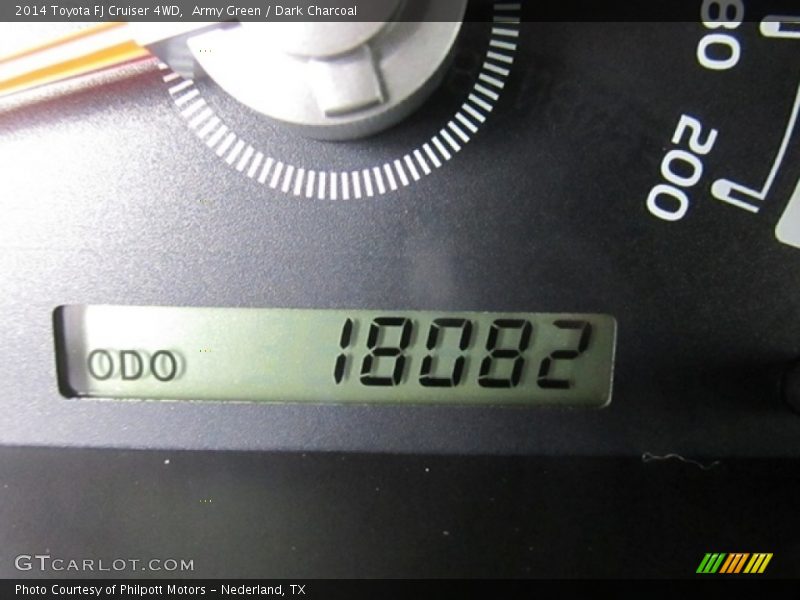 2014 Toyota FJ Cruiser 4WD, Army Green / Dark Charcoal
80
200
ODO 18082
GTCARLOT.COM
Photo Courtesy of Philpott Motors - Nederland, TX